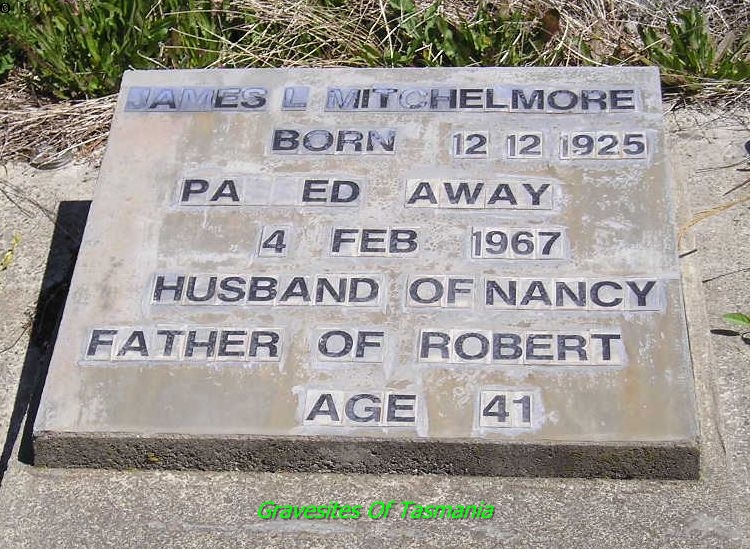 JAMES L MITCHELMORE
BORN 12 12 1925
PA ED AWAY
4 FEB 1967
HUSBAND OF NANCY
FATHER OF ROBERT
AGE 41
Gravesites Of Tasmania